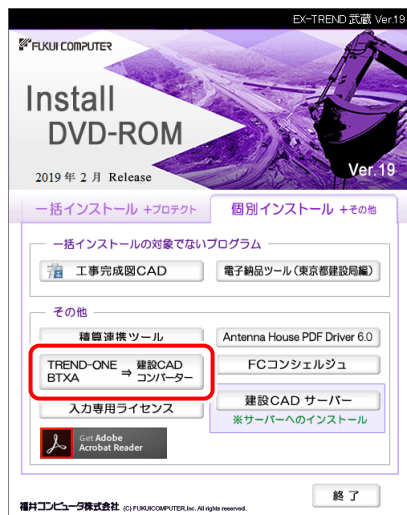 EX-TREND 武蔵 Ver.19
FUKUI COMPUTER
Install
DVD-ROM
2019 年 2 月 Release
Ver.19
一括インストール +プロテクト
個別インストール +その他
一括インストールの対象でないプログラム
工事完成図CAD
電子納品ツール(東京都建設局編)
その他
積算連携ツール
Antenna House PDF Driver 6.0
TREND-ONE ⇒ 建設CAD
BTXA コンバーター
FCコンシェルジュ
入力専用ライセンス
建設CAD サーバー
※サーバーへのインストール
Get Adobe
Acrobat Reader
終 了
福井コンピュータ株式会社 (C) FUKUICOMPUTER, Inc. All rights reserved.